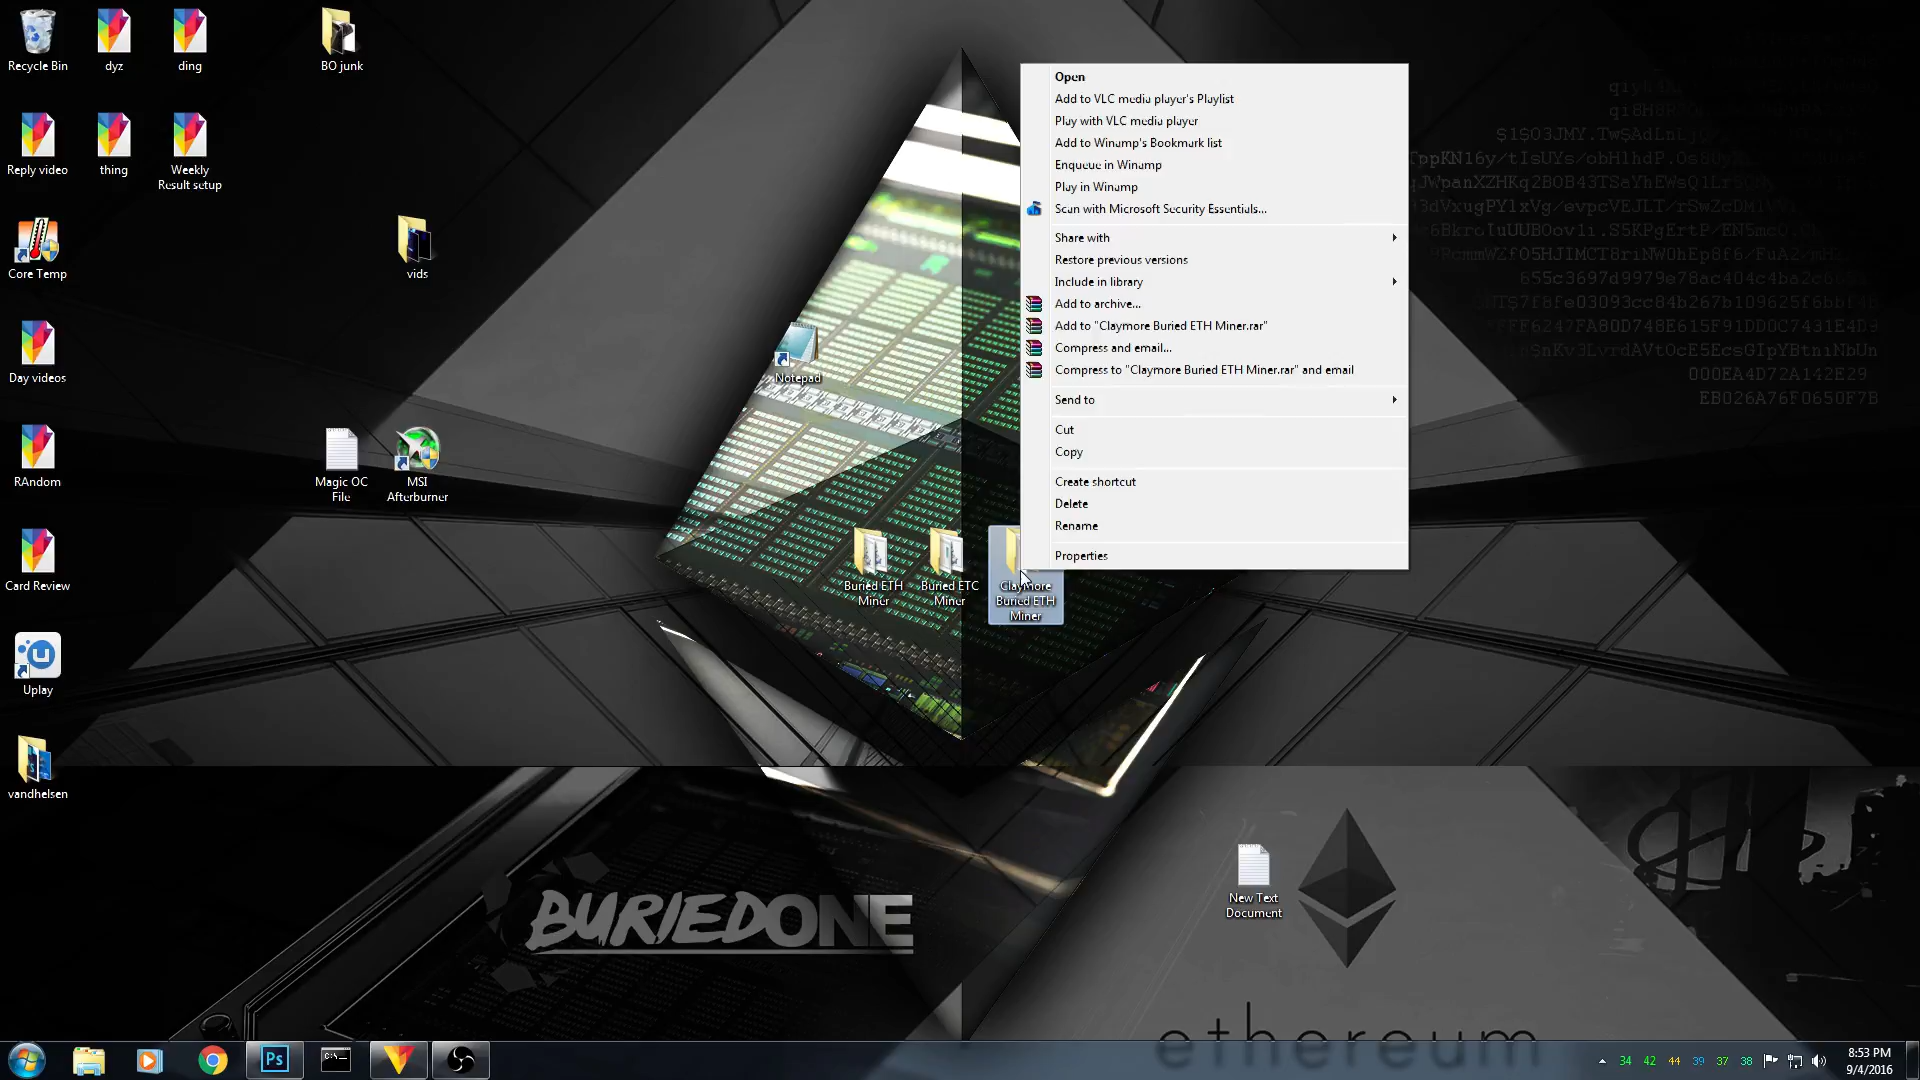 Recycle Bin
dyz
ding
BO junk
Reply video
thing
Weekly
Result setup
Core Temp
vids
Day videos
Notepad
RAndom
Magic OC
File
MSI
Afterburner
Card Review
Buried ETH
Miner
Buried ETC
Miner
Claymore
Buried ETH
Miner
Uplay
vandhelsen
Open
Add to VLC media player's Playlist
Play with VLC media player
Add to Winamp's Bookmark list
Enqueue in Winamp
Play in Winamp
Scan with Microsoft Security Essentials...
Share with
Restore previous versions
Include in library
Add to archive...
Add to "Claymore Buried ETH Miner.rar"
Compress and email...
Compress to "Claymore Buried ETH Miner.rar" and email
Send to
Cut
Copy
Create shortcut
Delete
Rename
Properties
000EA4D72A142E29
EB026A76F0650F7B
New Text
Document
BURIEDONE
ethereum
Ps
C:\_
34 42 44 39 37 38
8:53 PM
9/4/2016